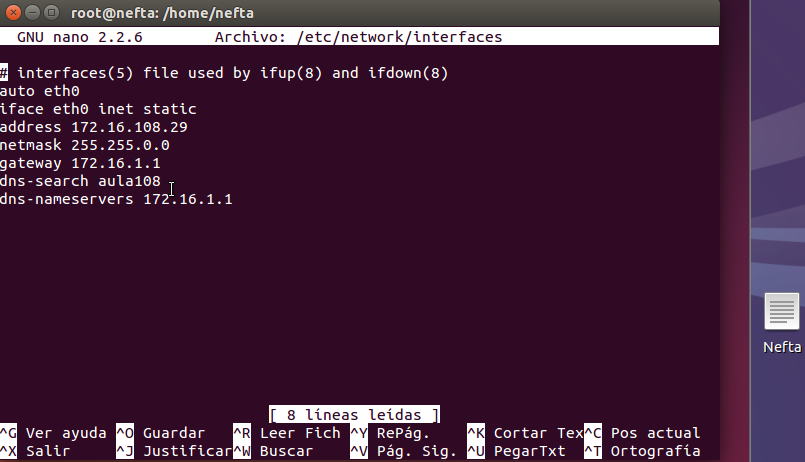 root@nefta: /home/nefta
GNU nano 2.2.6 Archivo: /etc/network/interfaces
# interfaces(5) file used by ifup(8) and ifdown(8)
auto eth0
iface eth0 inet static
address 172.16.108.29
netmask 255.255.0.0
gateway 172.16.1.1
dns-search aula108
dns-nameservers 172.16.1.1
Nefta
[ 8 líneas leídas ]
^G Ver ayuda ^O Guardar ^R Leer Fich ^Y RePág. ^K Cortar Tex ^C Pos actual
^X Salir ^J Justificar ^W Buscar ^V Pág. Sig. ^U PegarTxt ^T Ortografía